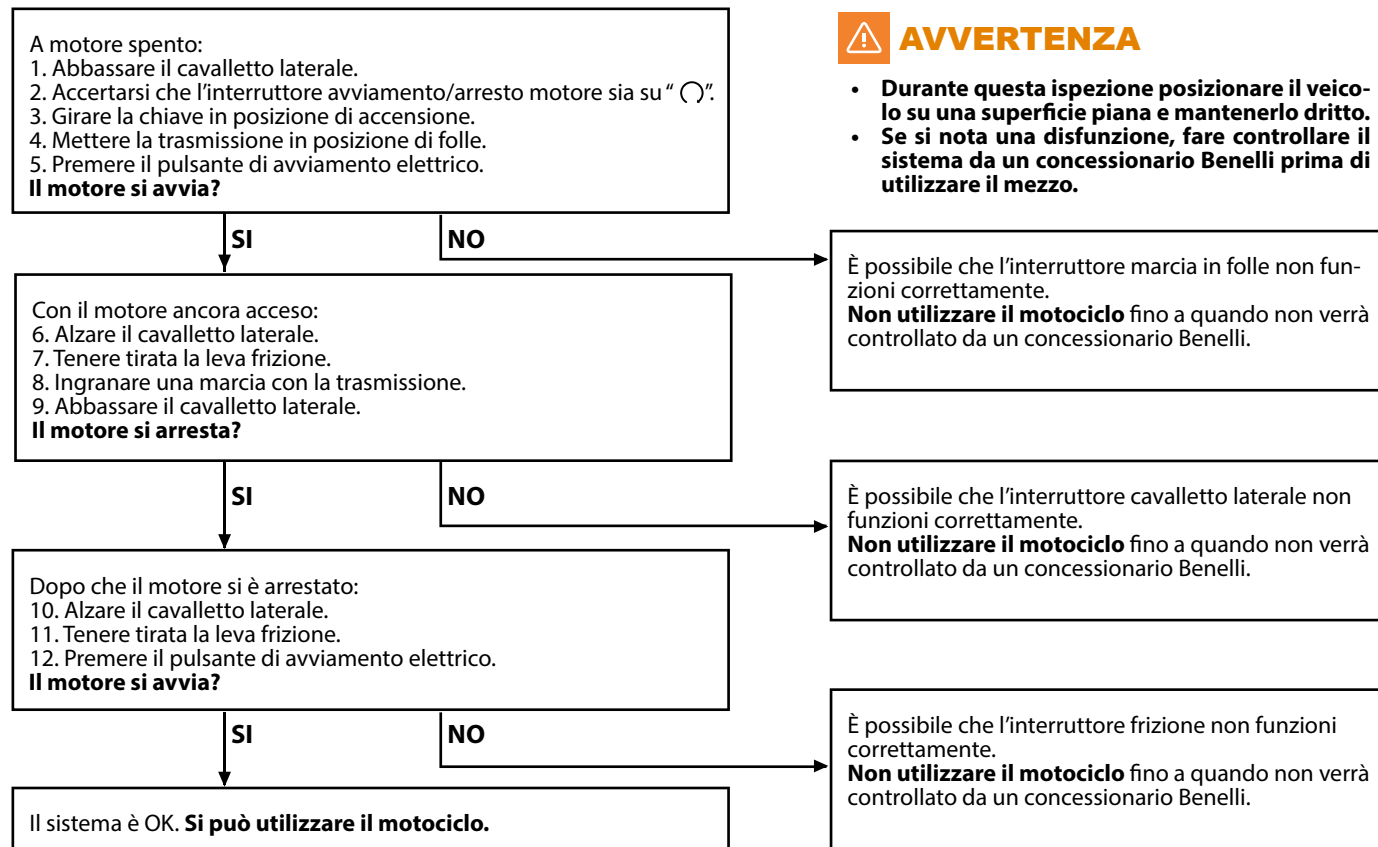 A motore spento:
1. Abbassare il cavalletto laterale.
2. Accertarsi che l'interruttore avviamento/arresto motore sia su “ ”.
3. Girare la chiave in posizione di accensione.
4. Mettere la trasmissione in posizione di folle.
5. Premere il pulsante di avviamento elettrico.
Il motore si avvia?
AVVERTENZA
• Durante questa ispezione posizionare il veico-
lo su una superficie piana e mantenerlo dritto.
• Se si nota una disfunzione, fare controllare il
sistema da un concessionario Benelli prima di
utilizzare il mezzo.
SI
NO
È possibile che l'interruttore marcia in folle non fun-
zioni correttamente.
Non utilizzare il motociclo fino a quando non verrà
controllato da un concessionario Benelli.
Con il motore ancora acceso:
6. Alzare il cavalletto laterale.
7. Tenere tirata la leva frizione.
8. Ingranare una marcia con la trasmissione.
9. Abbassare il cavalletto laterale.
Il motore si arresta?
SI
NO
È possibile che l'interruttore cavalletto laterale non
funzioni correttamente.
Non utilizzare il motociclo fino a quando non verrà
controllato da un concessionario Benelli.
Dopo che il motore si è arrestato:
10. Alzare il cavalletto laterale.
11. Tenere tirata la leva frizione.
12. Premere il pulsante di avviamento elettrico.
Il motore si avvia?
SI
NO
È possibile che l'interruttore frizione non funzioni
correttamente.
Non utilizzare il motociclo fino a quando non verrà
controllato da un concessionario Benelli.
Il sistema è OK. Si può utilizzare il motociclo.